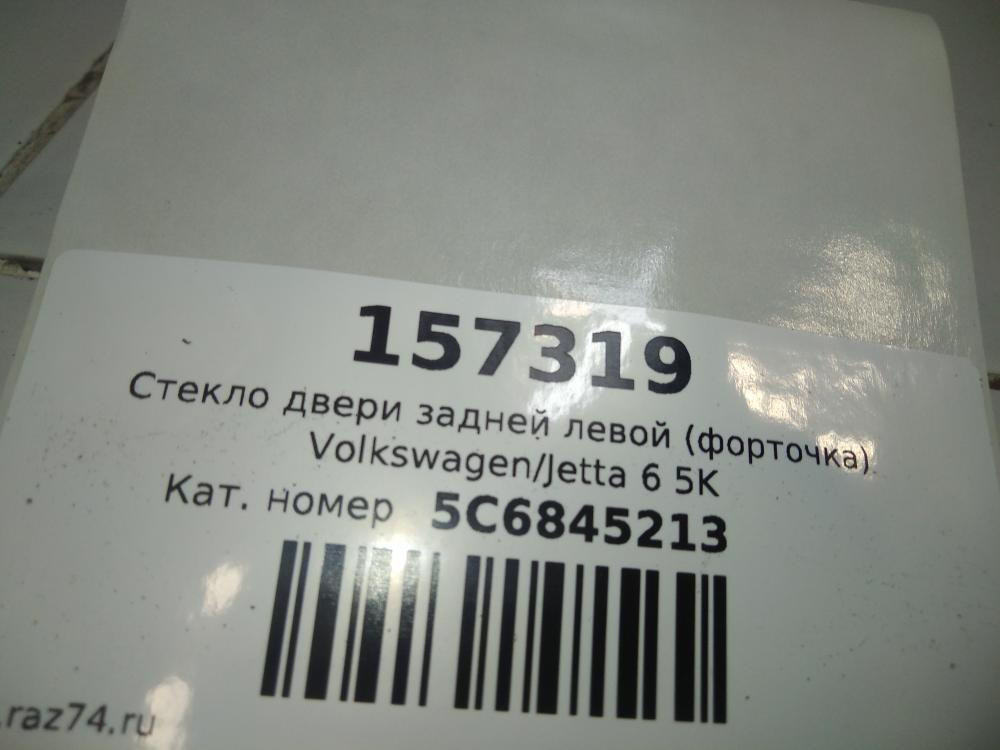 157319
Стекло двери задней левой (форточка)
Volkswagen/Jetta 6 5K
Кат. номер 5C6845213
.raz74.ru